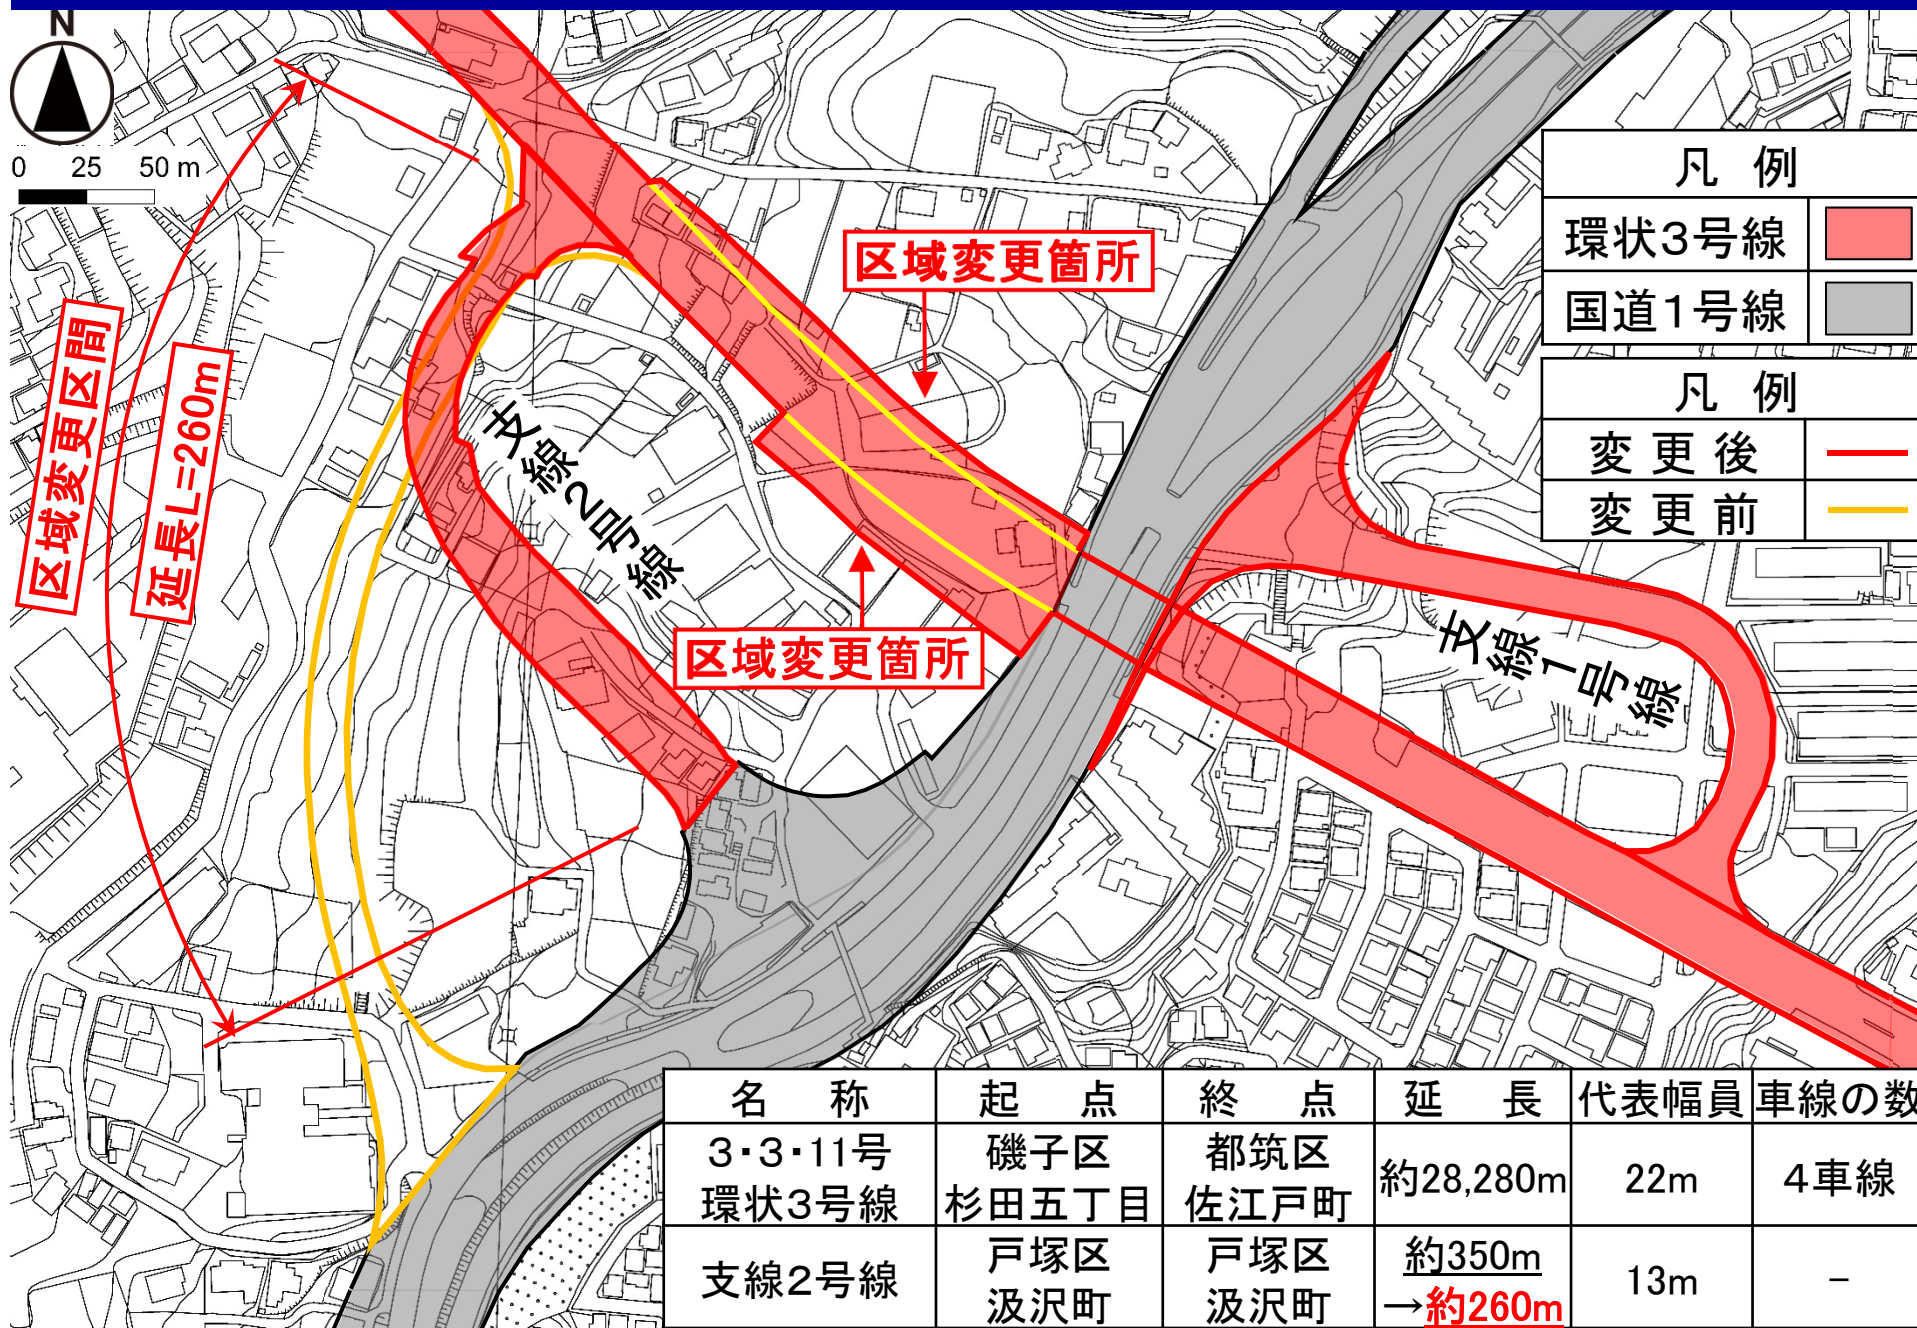 N
0 25 50 m
区域変更区間
延長L=260m
区域変更箇所
支線2号線
区域変更箇所
支線1号線
凡 例
環状3号線
国道1号線
凡 例
変更後
変更前
名 称 起 点 終 点 延 長 代表幅員 車線の数
3・3・11号 磯子区 都筑区 約28,280m 22m 4車線
環状3号線 杉田五丁目 佐江戸町
支線2号線 戸塚区 戸塚区 約350m 13m －
汲沢町 汲沢町 →約260m